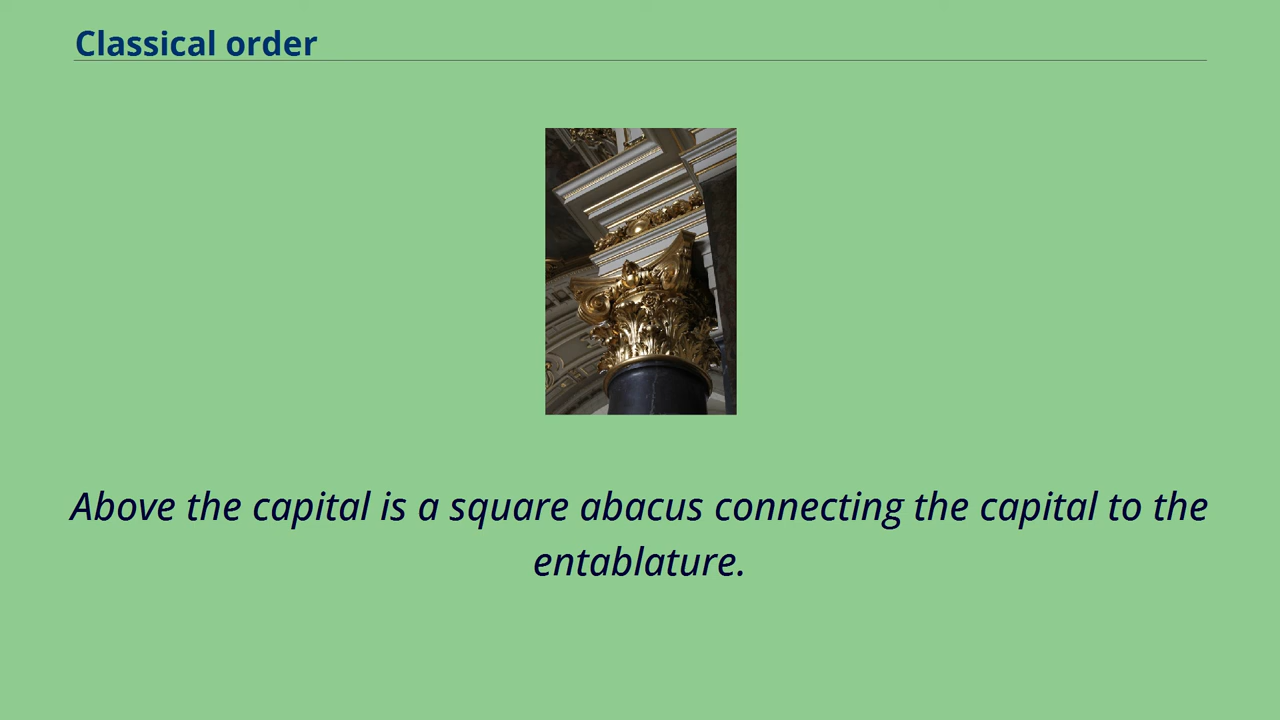 Classical order
Above the capital is a square abacus connecting the capital to the
entablature.